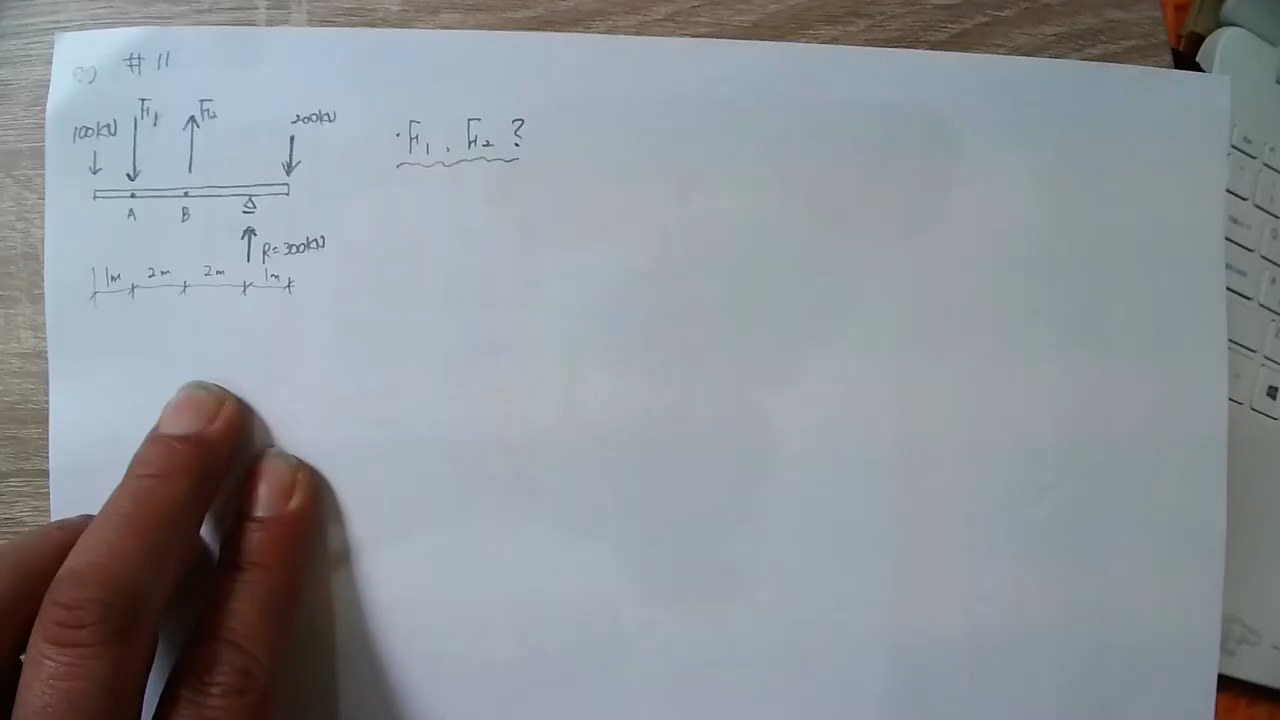 # 11
100kN F₁ F₂ 200kN
A B
R=300kN
1m 2m 2m 1m
· F₁, F₂ ?